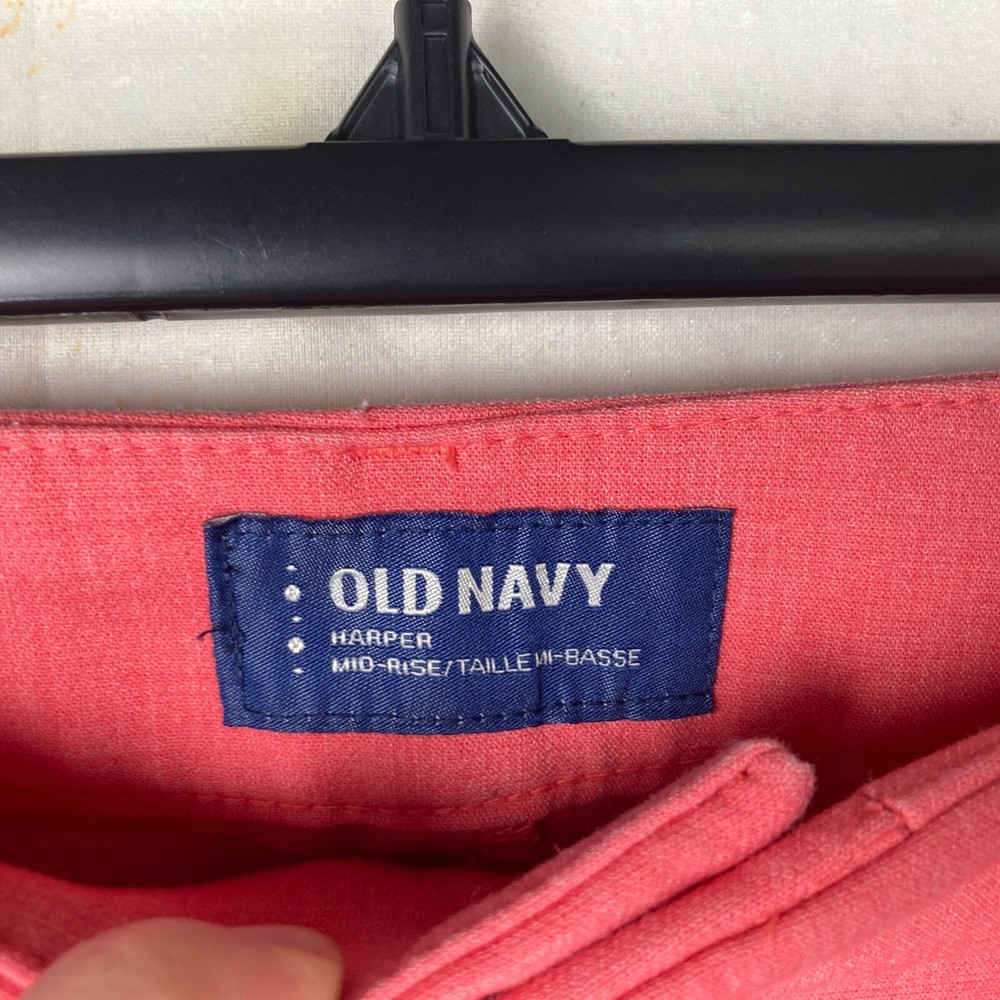 OLD NAVY
HARPER
MID-RISE/TAILLE MI-BASSE